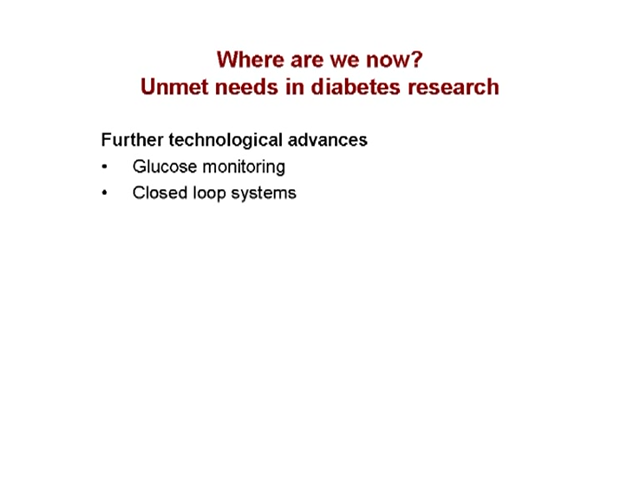 Where are we now?
Unmet needs in diabetes research
Further technological advances
• Glucose monitoring
• Closed loop systems